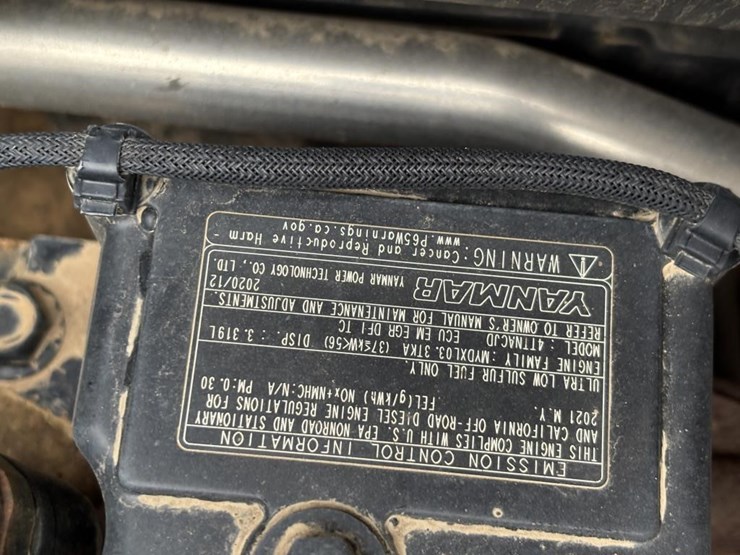 EMISSION CONTROL INFORMATION
THIS ENGINE COMPLIES WITH U.S. EPA NONROAD AND STATIONARY
AND CALIFORNIA OFF-ROAD DIESEL ENGINE REGULATIONS FOR
2021 M.Y. FEL(g/kWh) NOx+NMHC:N/A PM:0.30
ULTRA LOW SULFUR FUEL ONLY
ENGINE FAMILY : MYDXL03.3TKA (37≤kW<56) DISP. : 3.319L
MODEL : 4TTNACJD ECU EM EGR DFI TC
REFER TO OWNER'S MANUAL FOR MAINTENANCE AND ADJUSTMENTS.
YANMAR YANMAR POWER TECHNOLOGY CO., LTD. 2020/12
WARNING: Cancer and Reproductive Harm -
www.P65Warnings.ca.gov